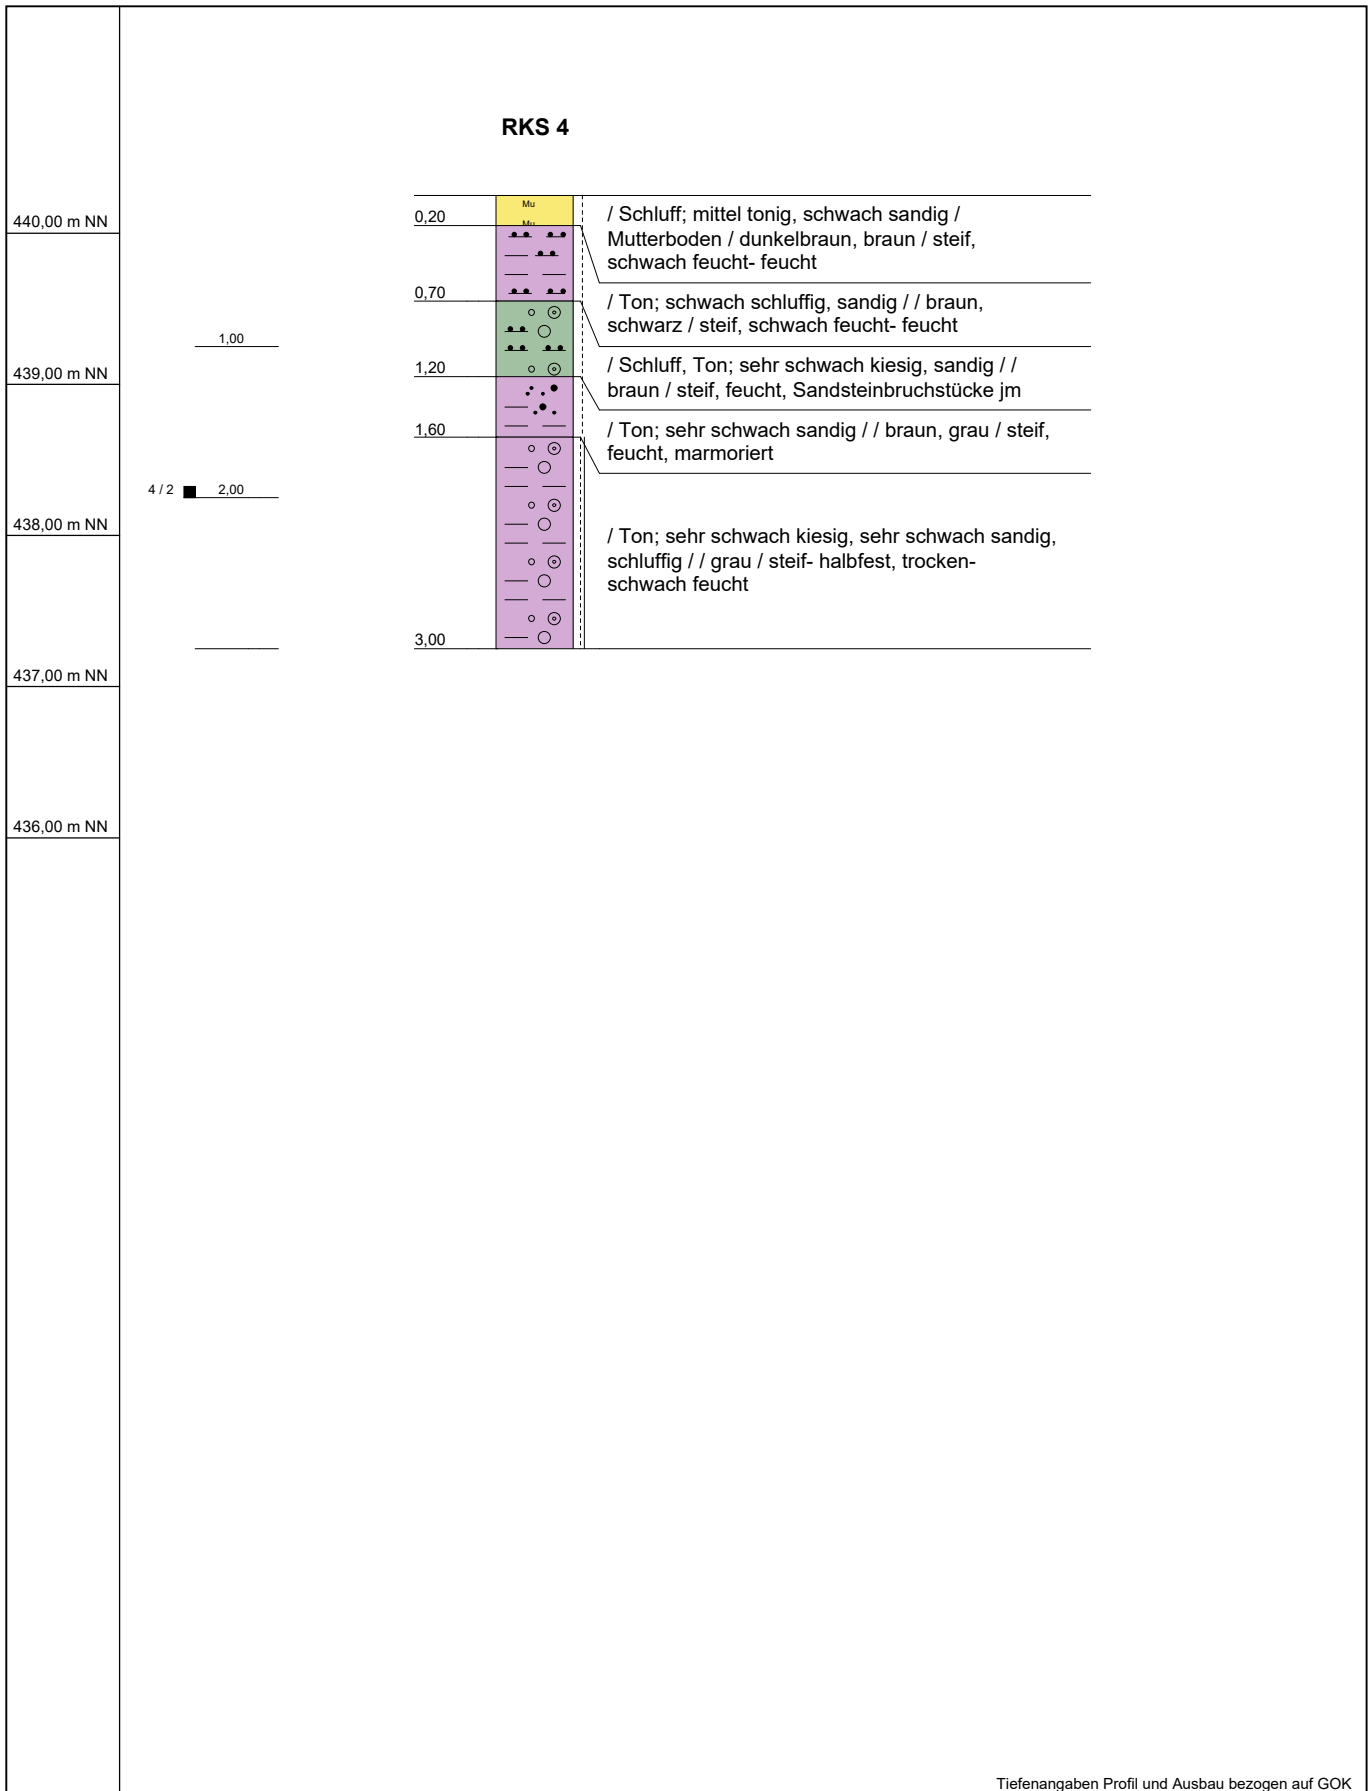 RKS 4
440,00 m NN
439,00 m NN
438,00 m NN
437,00 m NN
436,00 m NN
1,00
4 / 2
2,00
0,20
0,70
1,20
1,60
3,00
Mu
Mu
/ Schluff; mittel tonig, schwach sandig /
Mutterboden / dunkelbraun, braun / steif,
schwach feucht- feucht
/ Ton; schwach schluffig, sandig / / braun,
schwarz / steif, schwach feucht- feucht
/ Schluff, Ton; sehr schwach kiesig, sandig / /
braun / steif, feucht, Sandsteinbruchstücke jm
/ Ton; sehr schwach sandig / / braun, grau / steif,
feucht, marmoriert
/ Ton; sehr schwach kiesig, sehr schwach sandig,
schluffig / / grau / steif- halbfest, trocken-
schwach feucht
Tiefenangaben Profil und Ausbau bezogen auf GOK